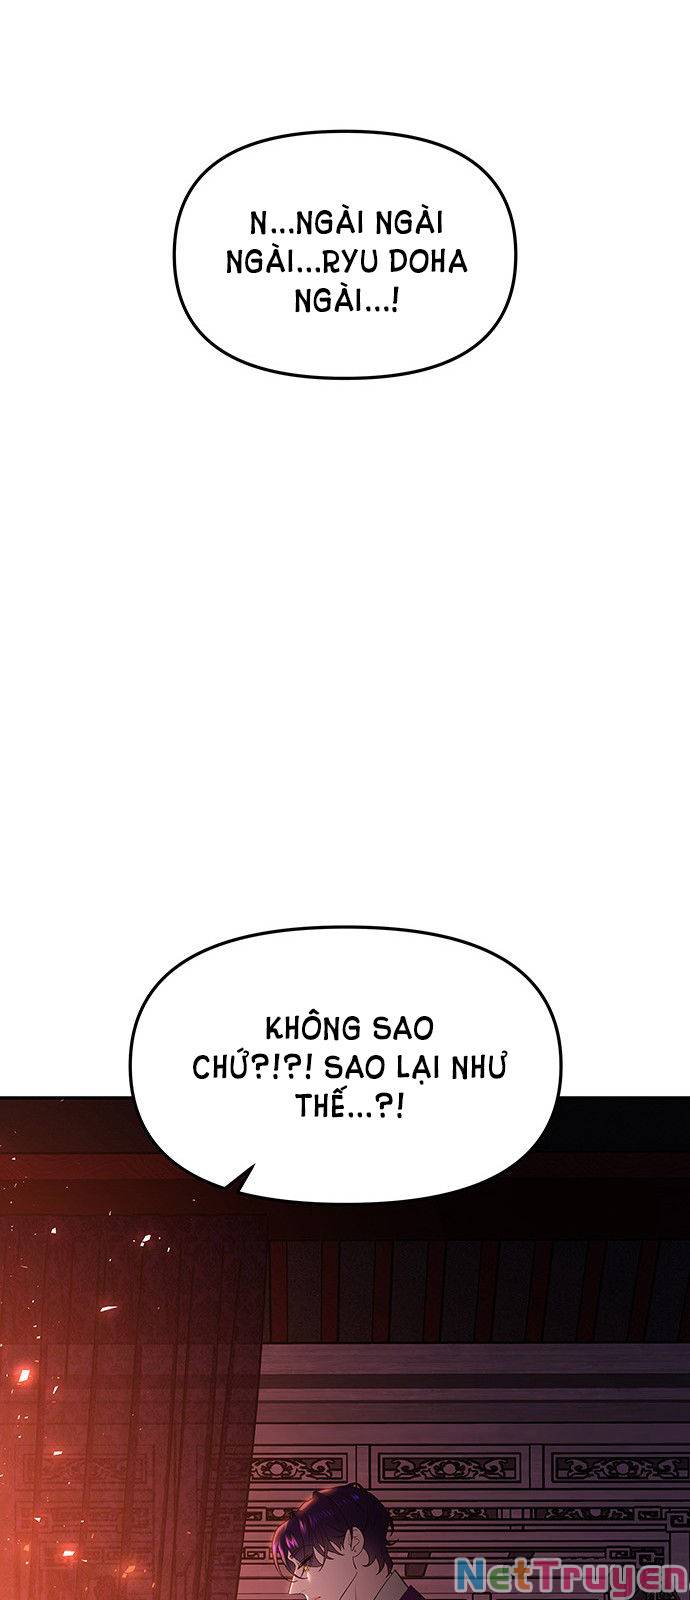 N...NGÀI NGÀI
NGÀI...RYU DOHA
NGÀI...!
KHÔNG SAO
CHỨ?!?! SAO LẠI NHƯ
THẾ...?!
NetTruyen